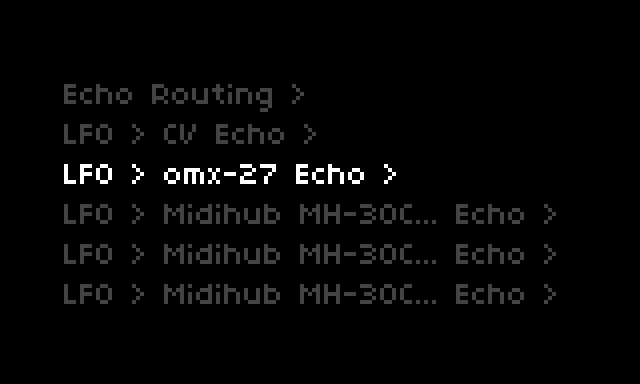 Echo Routing >
LFO > CV Echo >
LFO > omx-27 Echo >
LFO > Midihub MH-30C... Echo >
LFO > Midihub MH-30C... Echo >
LFO > Midihub MH-30C... Echo >